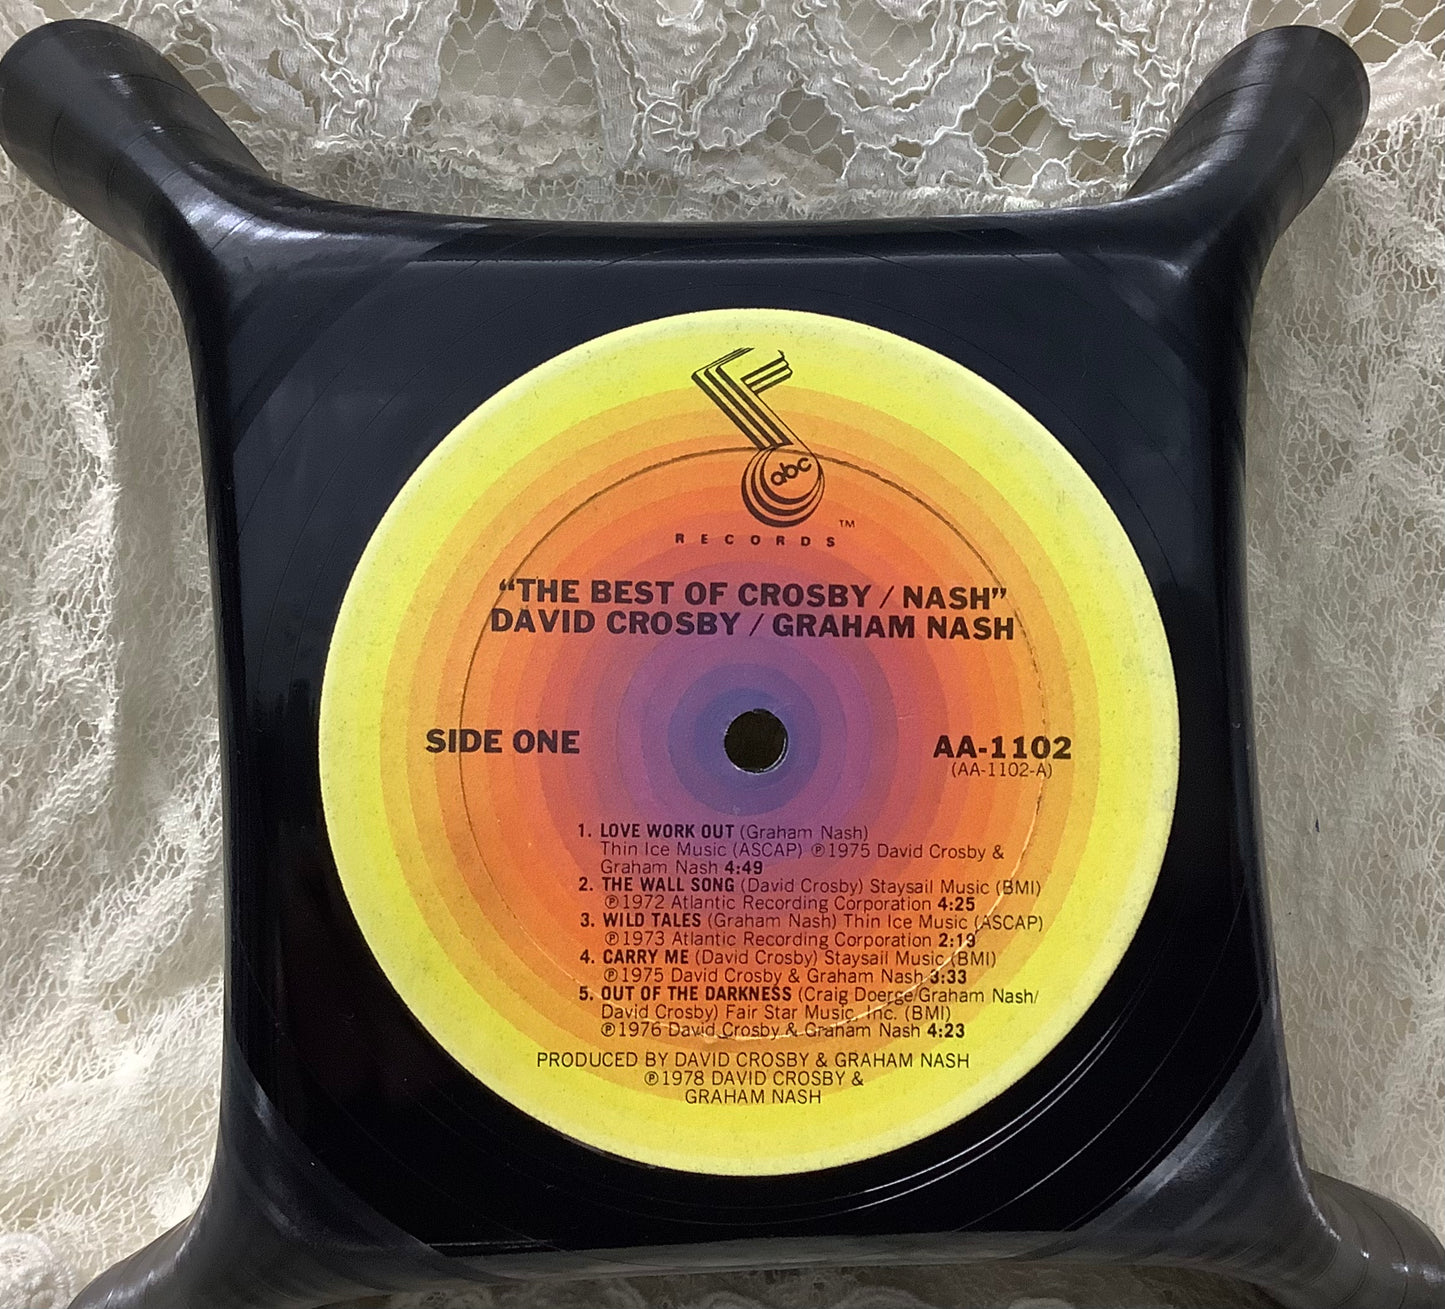 abc
™
RECORDS
“THE BEST OF CROSBY / NASH”
DAVID CROSBY / GRAHAM NASH
SIDE ONE
AA-1102
(AA-1102-A)
1. LOVE WORK OUT (Graham Nash)
Thin Ice Music (ASCAP) ℗1975 David Crosby &
Graham Nash 4:49
2. THE WALL SONG (David Crosby) Staysail Music (BMI)
℗1972 Atlantic Recording Corporation 4:25
3. WILD TALES (Graham Nash) Thin Ice Music (ASCAP)
℗1973 Atlantic Recording Corporation 2:19
4. CARRY ME (David Crosby) Staysail Music (BMI)
℗1975 David Crosby & Graham Nash 3:33
5. OUT OF THE DARKNESS (Craig Doerge/Graham Nash/
David Crosby) Fair Star Music, Inc. (BMI)
℗1976 David Crosby & Graham Nash 4:23
PRODUCED BY DAVID CROSBY & GRAHAM NASH
℗1978 DAVID CROSBY &
GRAHAM NASH